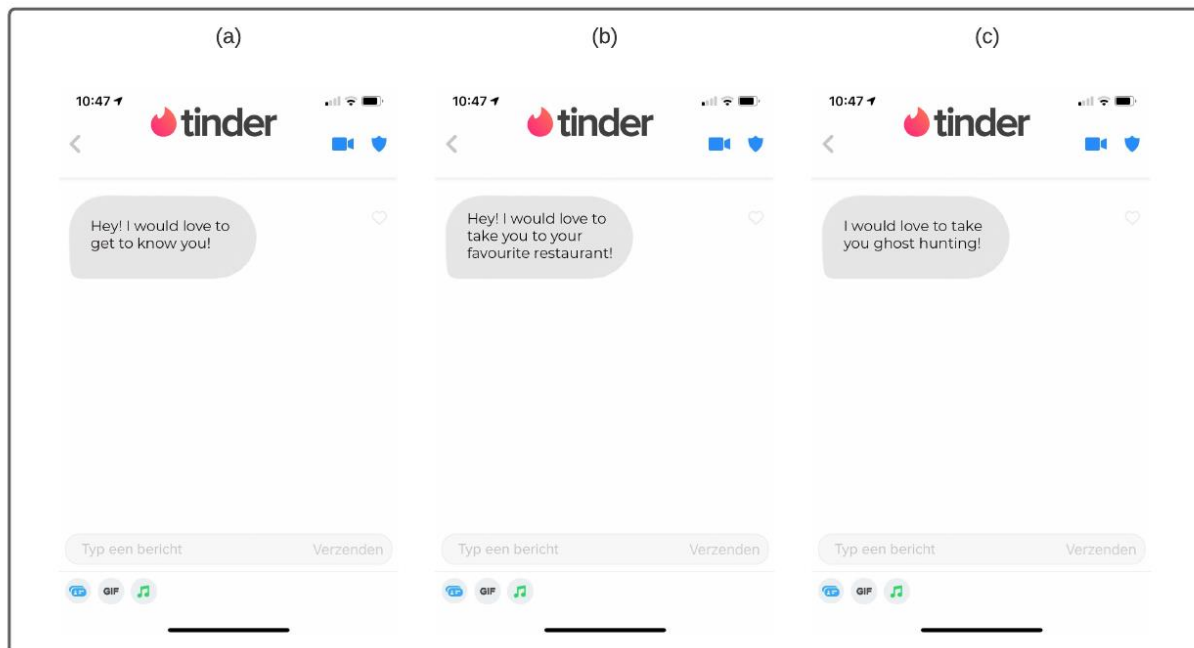 (a)
(b)
(c)
10:47
tinder
Hey! I would love to
get to know you!
Typ een bericht
Verzenden
GIF
10:47
tinder
Hey! I would love to
take you to your
favourite restaurant!
Typ een bericht
Verzenden
GIF
10:47
tinder
I would love to take
you ghost hunting!
Typ een bericht
Verzenden
GIF